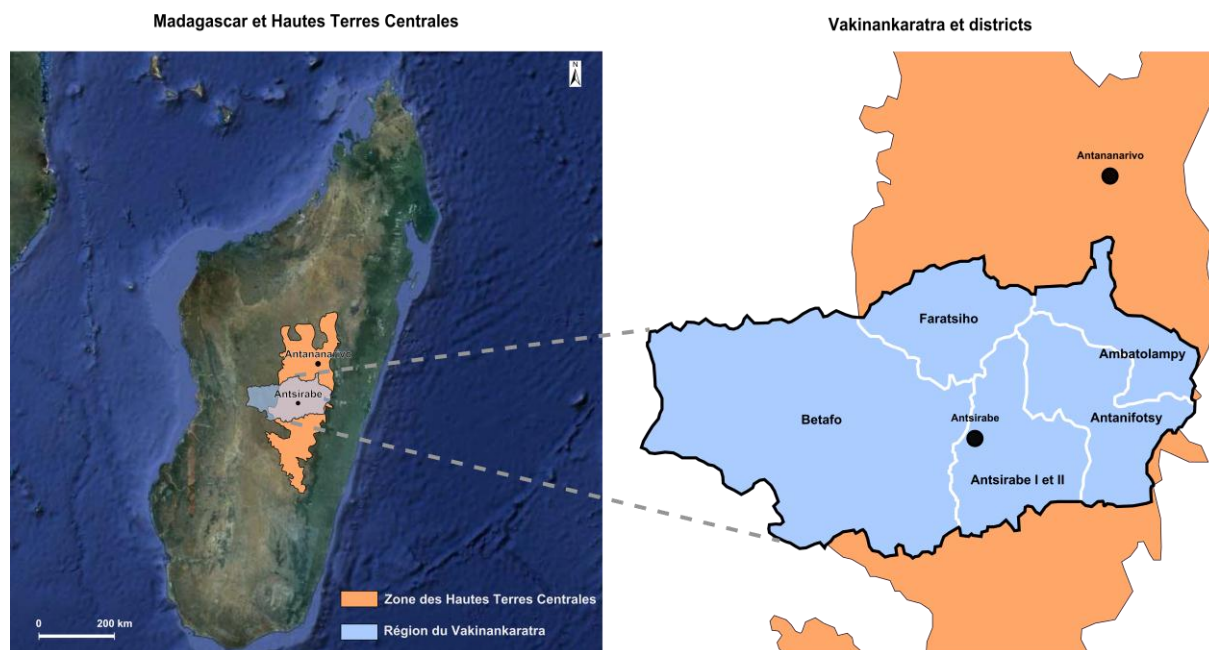 Madagascar et Hautes Terres Centrales
N
Antananarivo
Antsirabe
Zone des Hautes Terres Centrales
Région du Vakinankaratra
0 200 km
Vakinankaratra et districts
Antananarivo
Faratsiho
Ambatolampy
Betafo
Antsirabe
Antanifotsy
Antsirabe I et II